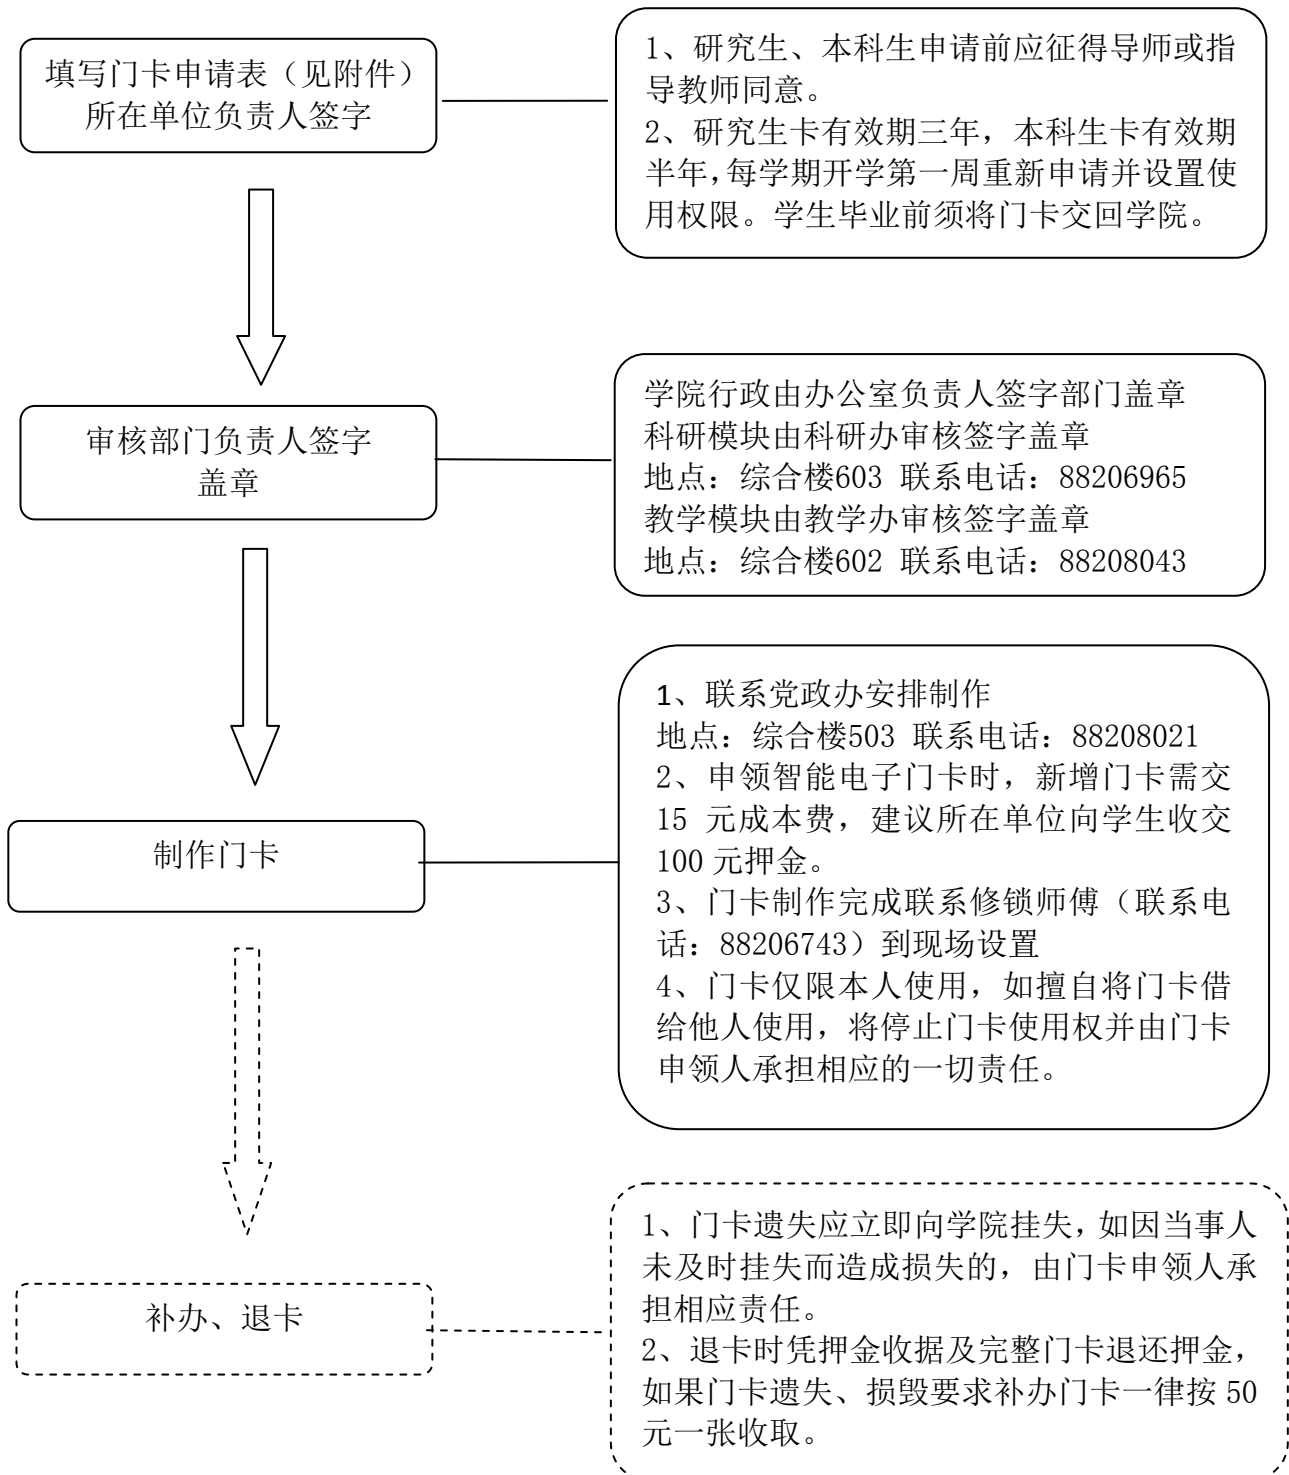 填写门卡申请表（见附件）
所在单位负责人签字
1、研究生、本科生申请前应征得导师或指
导教师同意。
2、研究生卡有效期三年，本科生卡有效期
半年，每学期开学第一周重新申请并设置使
用权限。学生毕业前须将门卡交回学院。
审核部门负责人签字
盖章
学院行政由办公室负责人签字部门盖章
科研模块由科研办审核签字盖章
地点：综合楼603 联系电话：88206965
教学模块由教学办审核签字盖章
地点：综合楼602 联系电话：88208043
制作门卡
1、联系党政办安排制作
地点：综合楼503 联系电话：88208021
2、申领智能电子门卡时，新增门卡需交
15 元成本费，建议所在单位向学生收交
100 元押金。
3、门卡制作完成联系修锁师傅（联系电
话：88206743）到现场设置
4、门卡仅限本人使用，如擅自将门卡借
给他人使用，将停止门卡使用权并由门卡
申领人承担相应的一切责任。
补办、退卡
1、门卡遗失应立即向学院挂失，如因当事人
未及时挂失而造成损失的，由门卡申领人承
担相应责任。
2、退卡时凭押金收据及完整门卡退还押金，
如果门卡遗失、损毁要求补办门卡一律按 50
元一张收取。